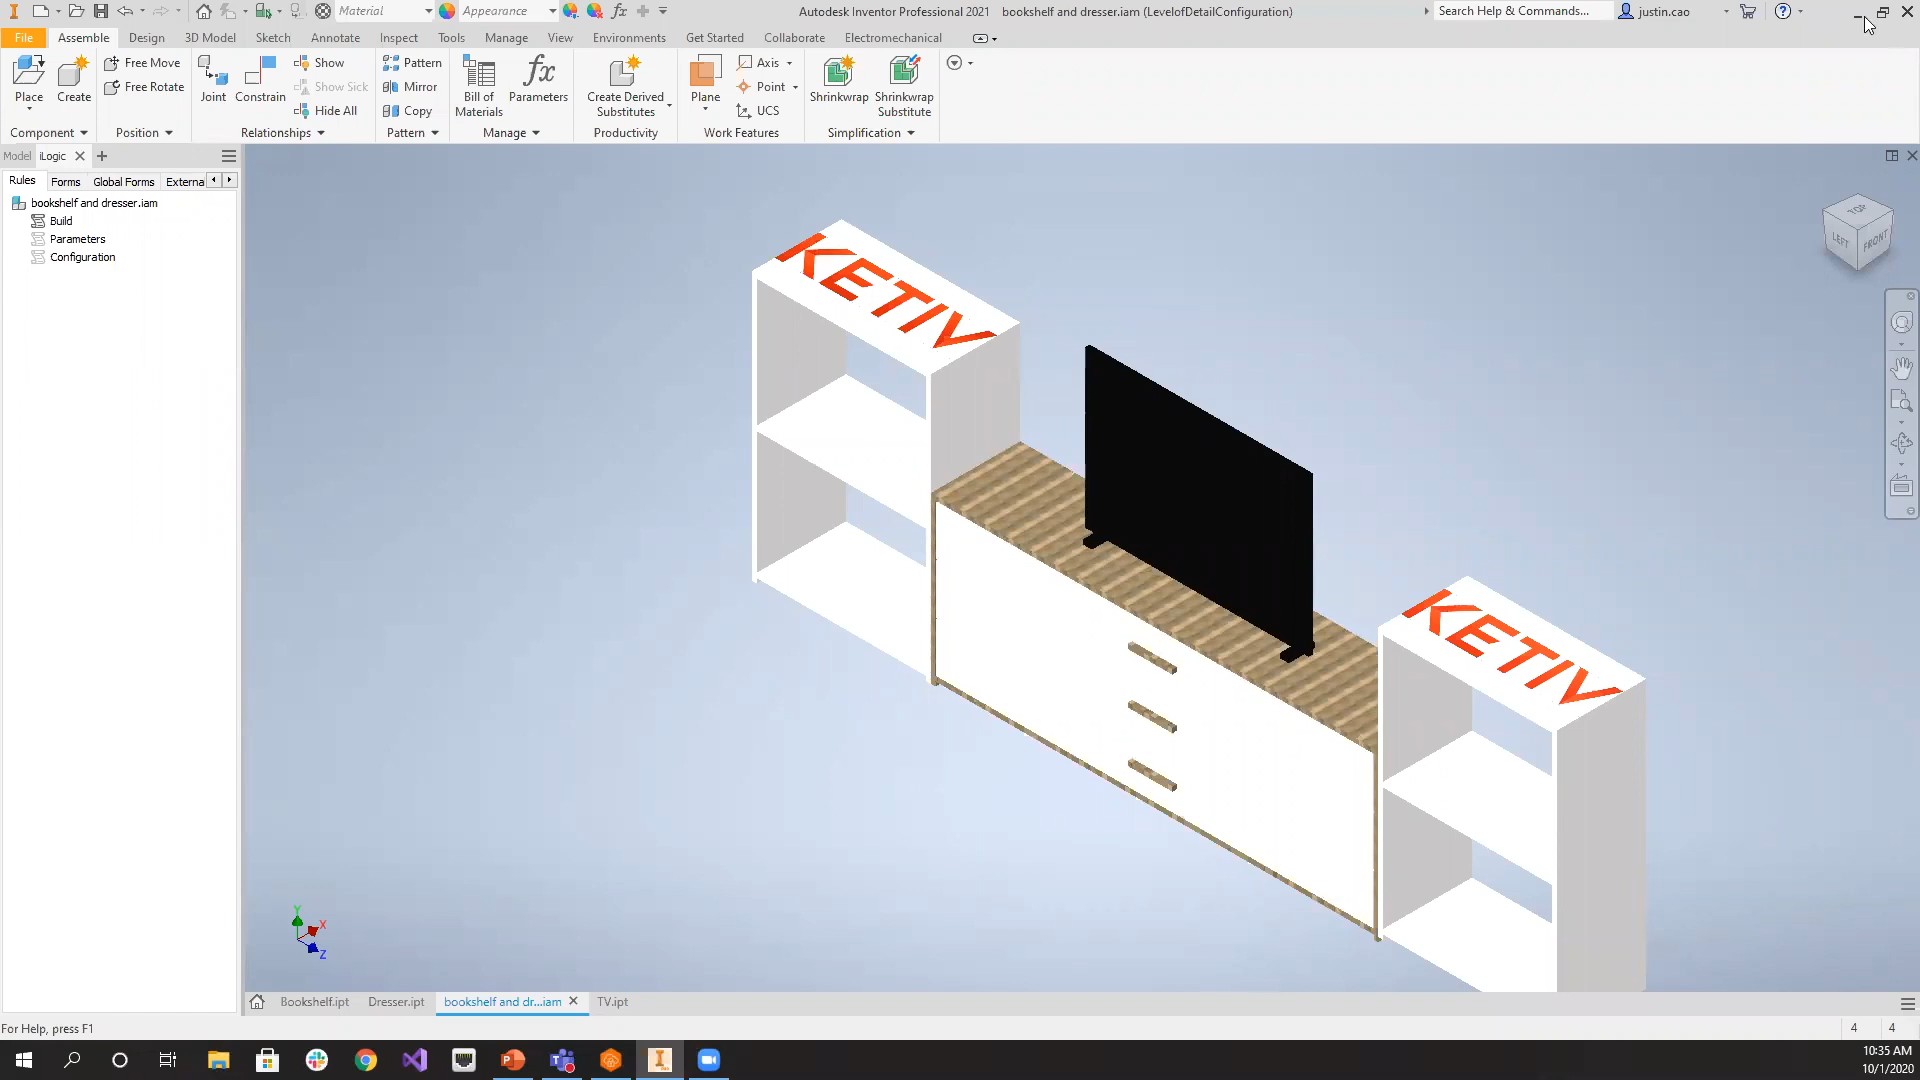 Material
Appearance
fx
Autodesk Inventor Professional 2021 bookshelf and dresser.iam (LevelofDetailConfiguration)
Search Help & Commands...
justin.cao
File Assemble Design 3D Model Sketch Annotate Inspect Tools Manage View Environments Get Started Collaborate Electromechanical
Place
Create
Free Move
Free Rotate
Joint
Constrain
Show
Show Sick
Hide All
Pattern
Mirror
Copy
Bill of
Materials
fx
Parameters
Create Derived
Substitutes
Plane
Axis
Point
UCS
Shrinkwrap
Shrinkwrap
Substitute
Component Position Relationships Pattern Manage Productivity Work Features Simplification
Model iLogic
Rules Forms Global Forms Externa
bookshelf and dresser.iam
Build
Parameters
Configuration
TOP
LEFT
FRONT
KETIV
KETIV
Y
X
Z
Bookshelf.ipt Dresser.ipt bookshelf and dr...iam TV.ipt
For Help, press F1
4 4
10:35 AM
10/1/2020